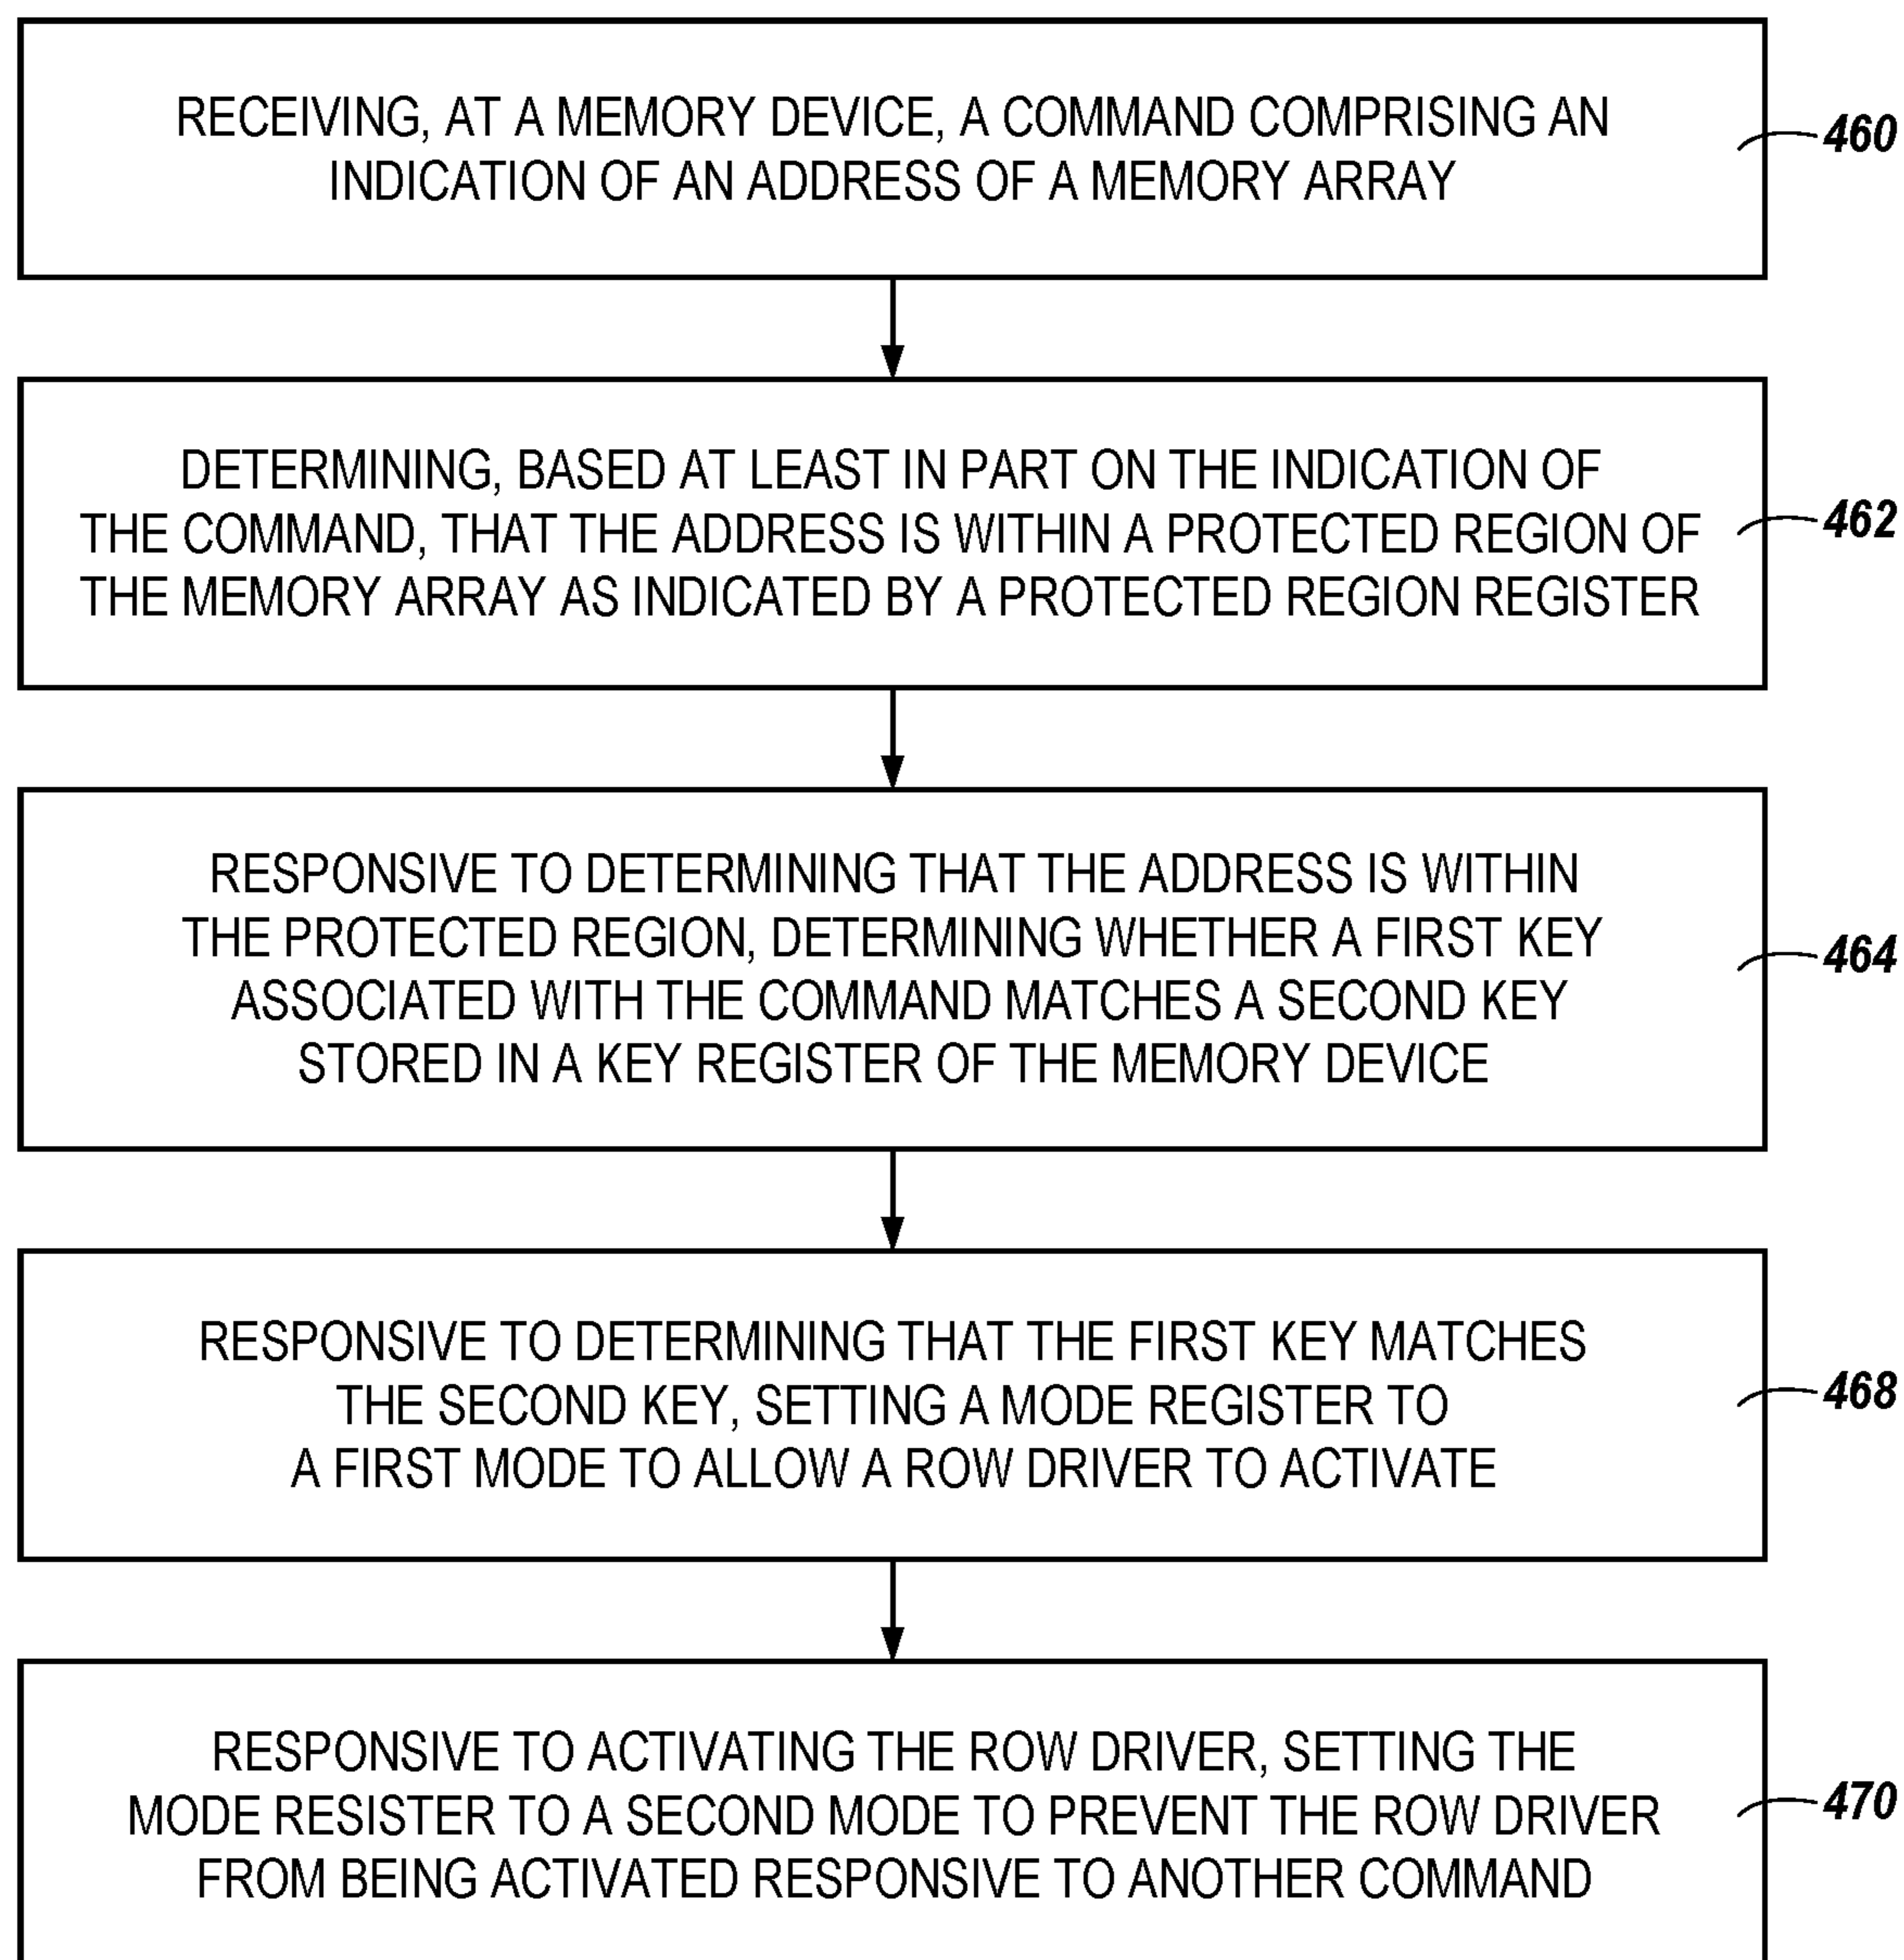 RECEIVING, AT A MEMORY DEVICE, A COMMAND COMPRISING AN
INDICATION OF AN ADDRESS OF A MEMORY ARRAY
460
DETERMINING, BASED AT LEAST IN PART ON THE INDICATION OF
THE COMMAND, THAT THE ADDRESS IS WITHIN A PROTECTED REGION OF
THE MEMORY ARRAY AS INDICATED BY A PROTECTED REGION REGISTER
462
RESPONSIVE TO DETERMINING THAT THE ADDRESS IS WITHIN
THE PROTECTED REGION, DETERMINING WHETHER A FIRST KEY
ASSOCIATED WITH THE COMMAND MATCHES A SECOND KEY
STORED IN A KEY REGISTER OF THE MEMORY DEVICE
464
RESPONSIVE TO DETERMINING THAT THE FIRST KEY MATCHES
THE SECOND KEY, SETTING A MODE REGISTER TO
A FIRST MODE TO ALLOW A ROW DRIVER TO ACTIVATE
468
RESPONSIVE TO ACTIVATING THE ROW DRIVER, SETTING THE
MODE RESISTER TO A SECOND MODE TO PREVENT THE ROW DRIVER
FROM BEING ACTIVATED RESPONSIVE TO ANOTHER COMMAND
470